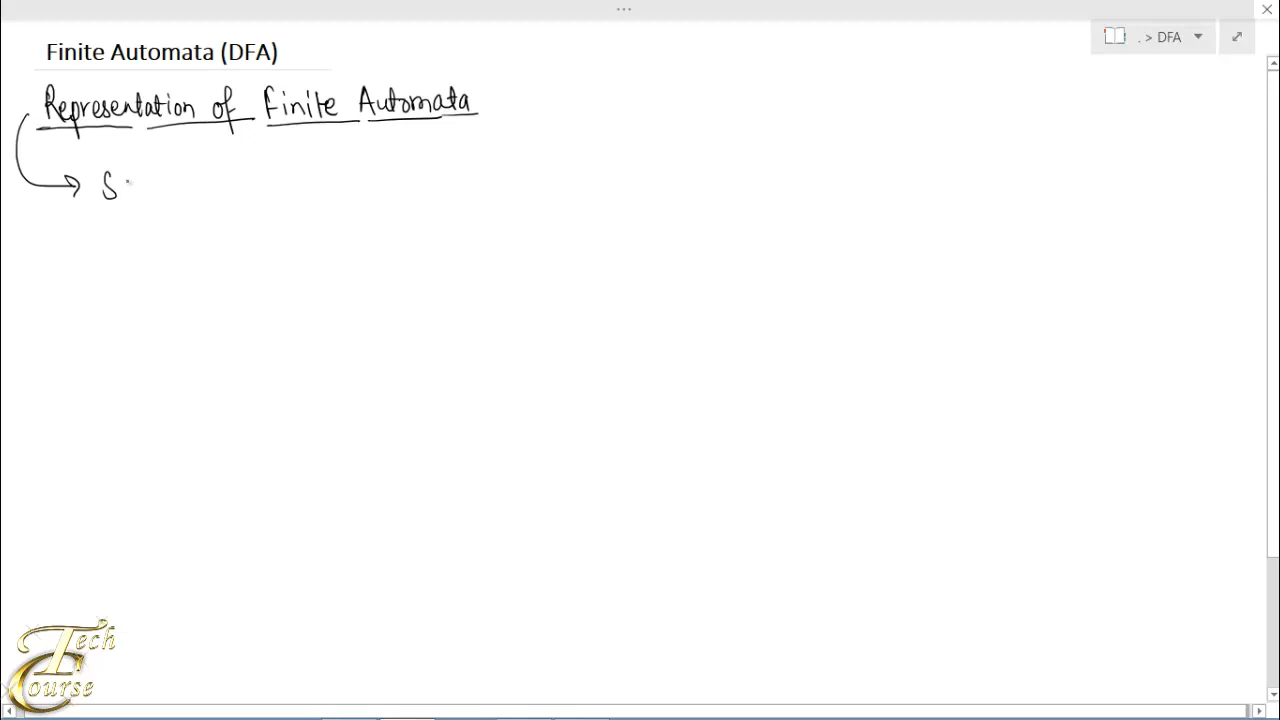 . > DFA
Finite Automata (DFA)
Representation of Finite Automata
S
Tech
Course